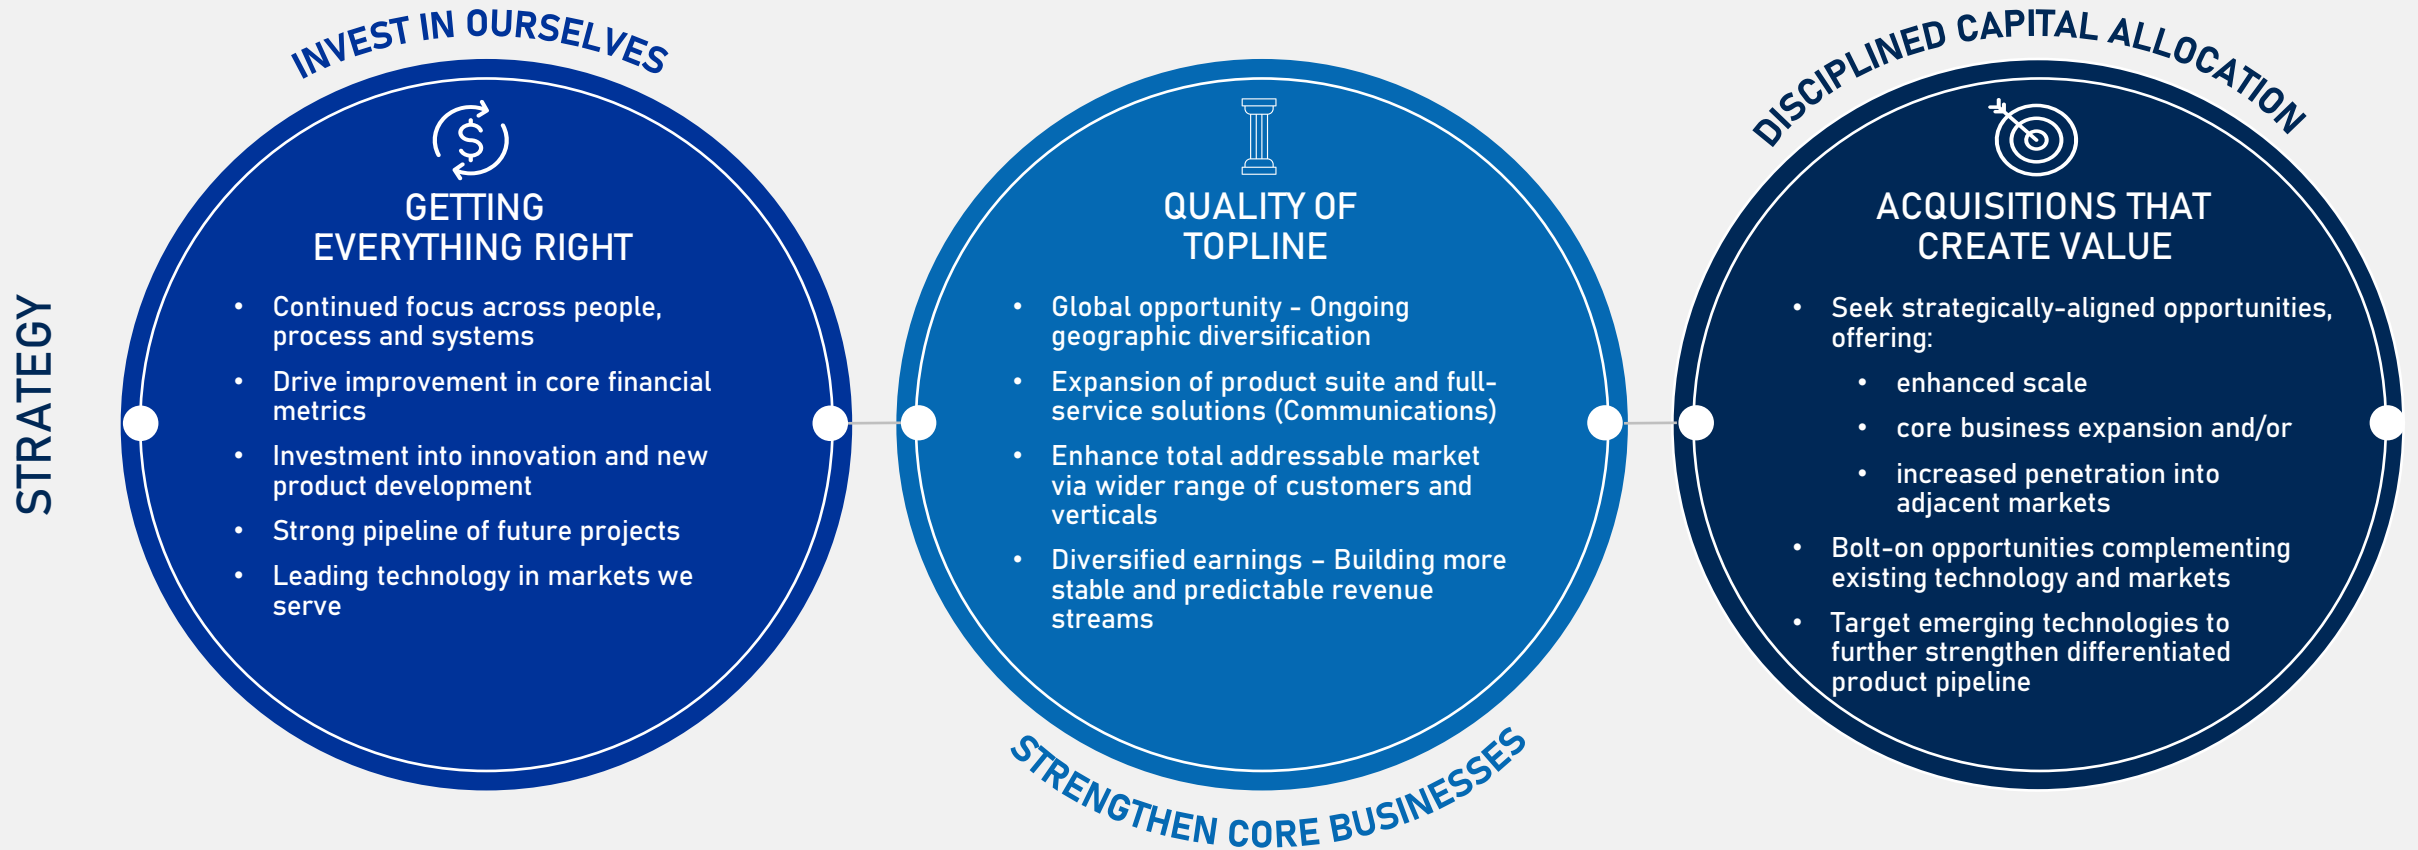 STRATEGY
INVEST IN OURSELVES
GETTING
EVERYTHING RIGHT
• Continued focus across people,
process and systems
• Drive improvement in core financial
metrics
• Investment into innovation and new
product development
• Strong pipeline of future projects
• Leading technology in markets we
serve
QUALITY OF
TOPLINE
• Global opportunity - Ongoing
geographic diversification
• Expansion of product suite and full-
service solutions (Communications)
• Enhance total addressable market
via wider range of customers and
verticals
• Diversified earnings – Building more
stable and predictable revenue
streams
STRENGTHEN CORE BUSINESSES
DISCIPLINED CAPITAL ALLOCATION
ACQUISITIONS THAT
CREATE VALUE
• Seek strategically-aligned opportunities,
offering:
• enhanced scale
• core business expansion and/or
• increased penetration into
adjacent markets
• Bolt-on opportunities complementing
existing technology and markets
• Target emerging technologies to
further strengthen differentiated
product pipeline